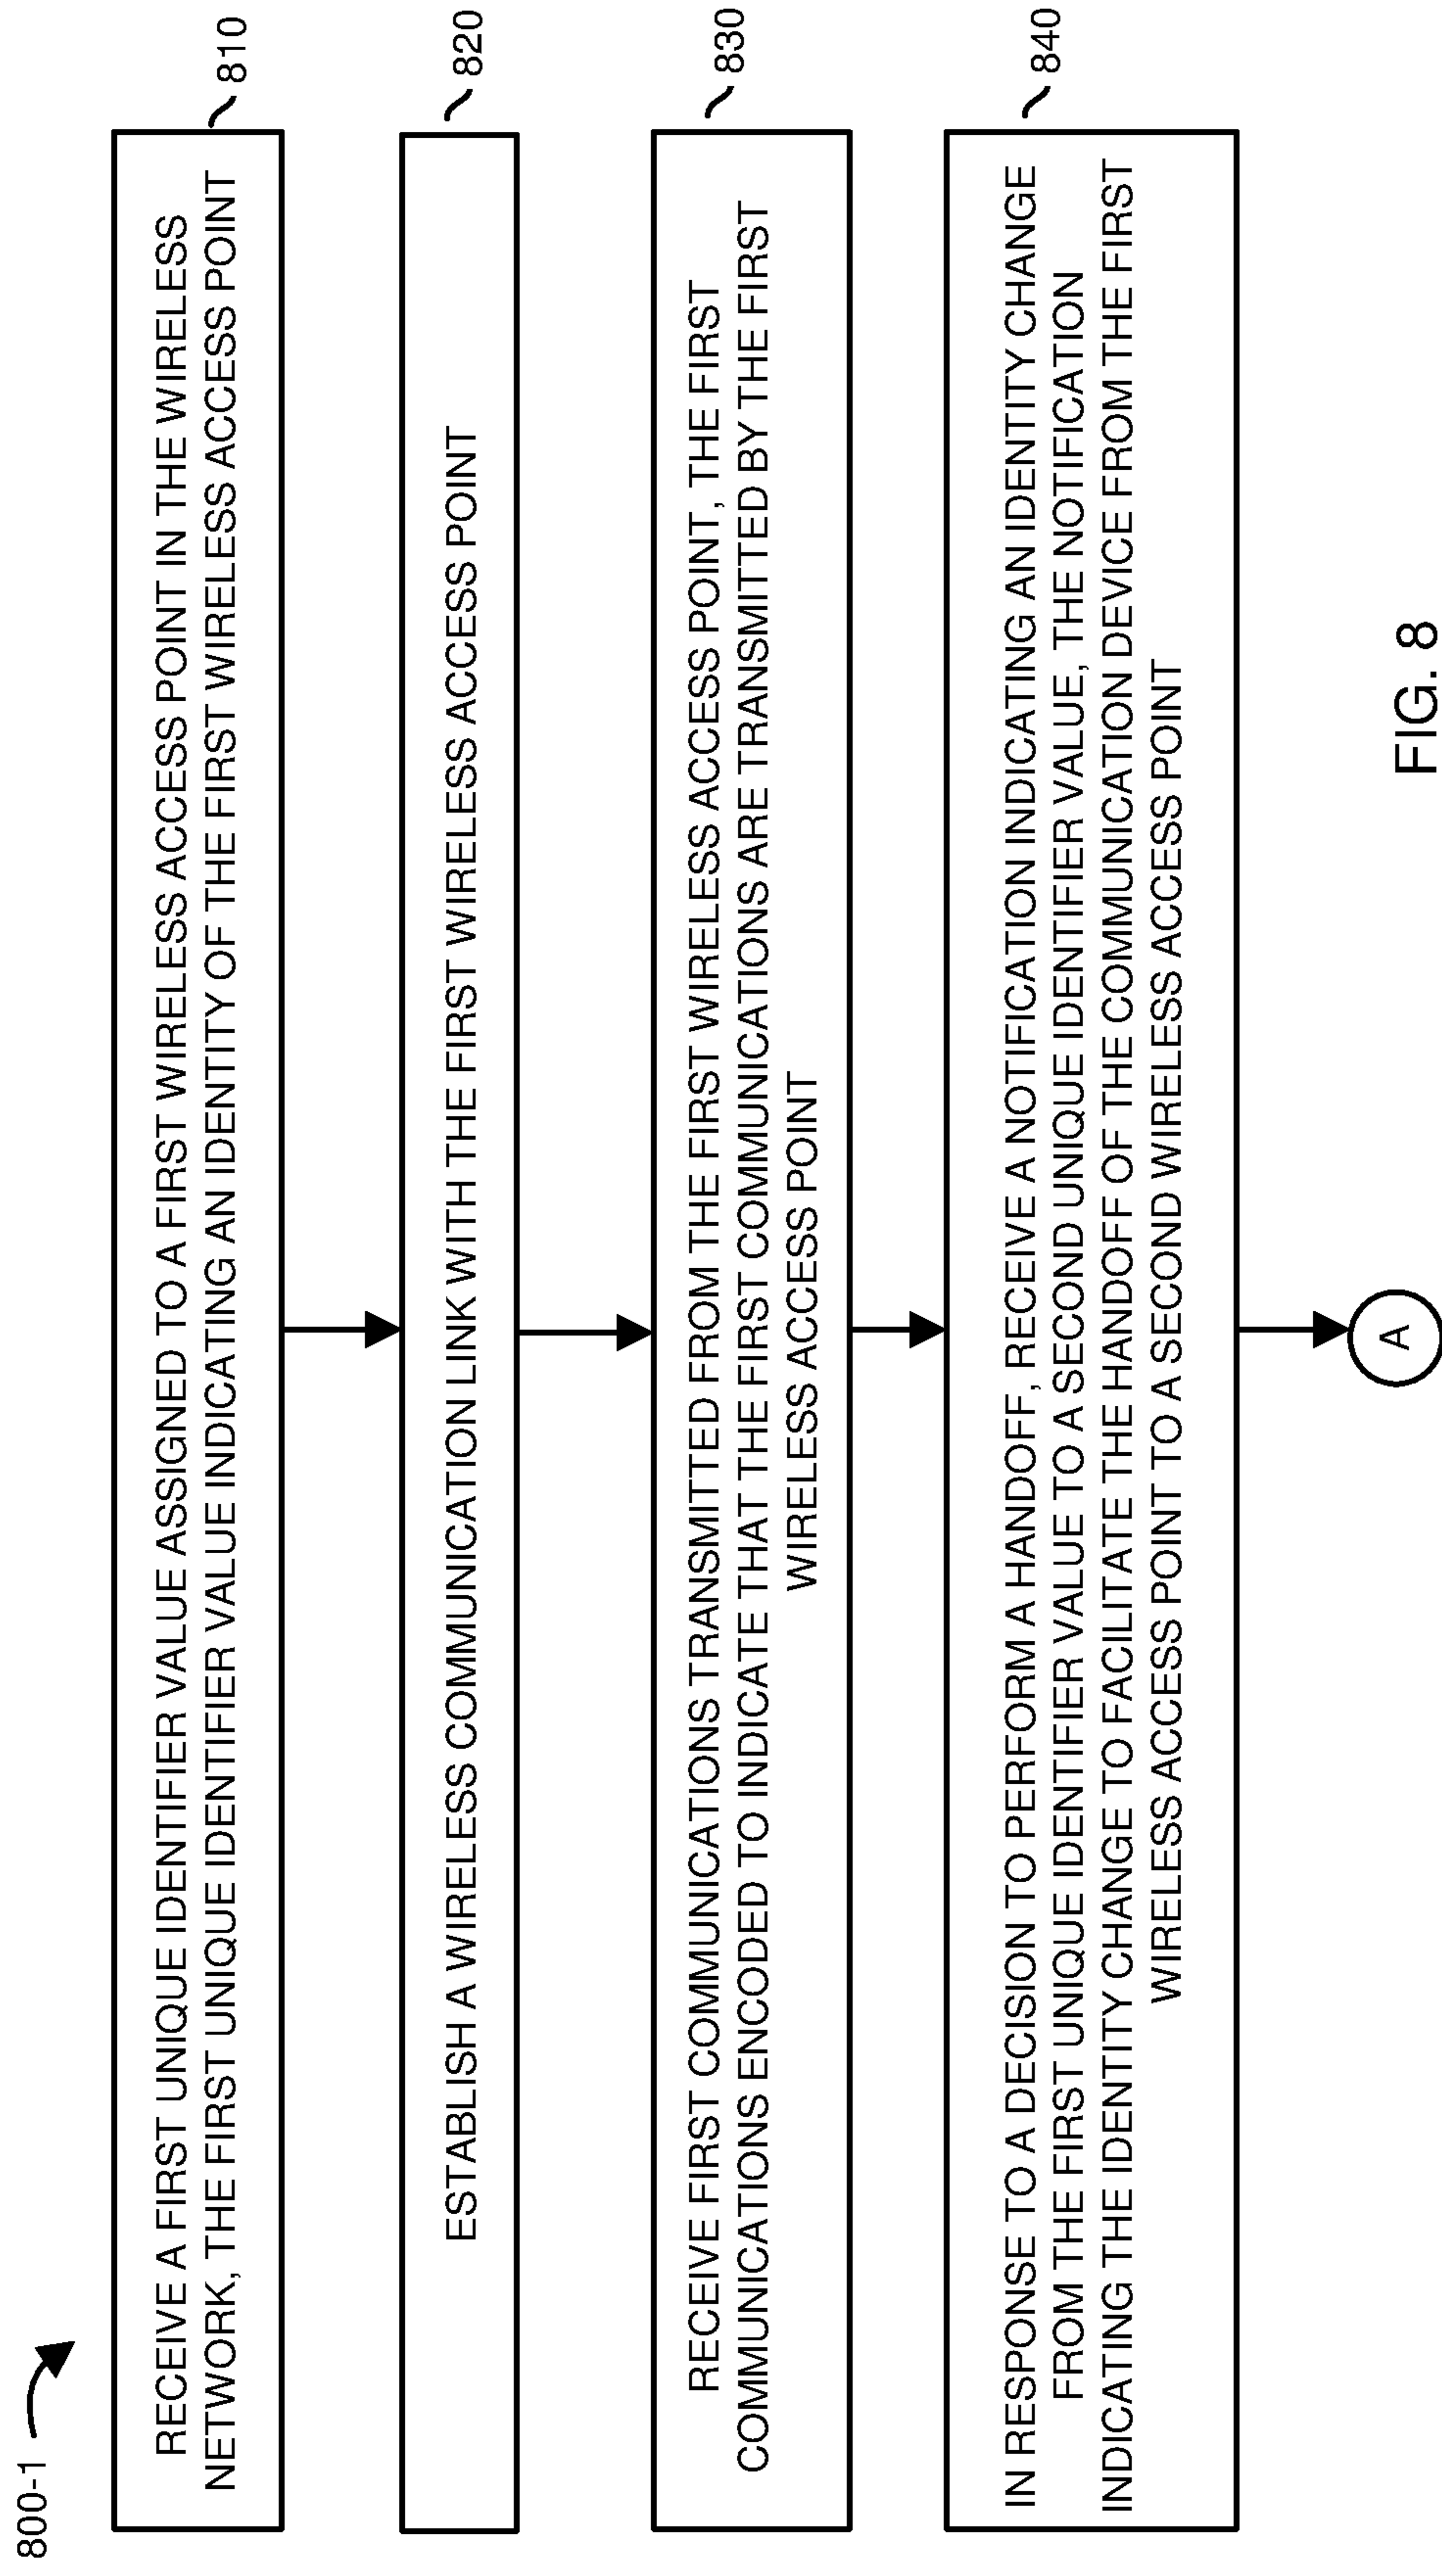 800-1
RECEIVE A FIRST UNIQUE IDENTIFIER VALUE ASSIGNED TO A FIRST WIRELESS ACCESS POINT IN THE WIRELESS
NETWORK, THE FIRST UNIQUE IDENTIFIER VALUE INDICATING AN IDENTITY OF THE FIRST WIRELESS ACCESS POINT
810
ESTABLISH A WIRELESS COMMUNICATION LINK WITH THE FIRST WIRELESS ACCESS POINT
820
RECEIVE FIRST COMMUNICATIONS TRANSMITTED FROM THE FIRST WIRELESS ACCESS POINT, THE FIRST
COMMUNICATIONS ENCODED TO INDICATE THAT THE FIRST COMMUNICATIONS ARE TRANSMITTED BY THE FIRST
WIRELESS ACCESS POINT
830
IN RESPONSE TO A DECISION TO PERFORM A HANDOFF, RECEIVE A NOTIFICATION INDICATING AN IDENTITY CHANGE
FROM THE FIRST UNIQUE IDENTIFIER VALUE TO A SECOND UNIQUE IDENTIFIER VALUE, THE NOTIFICATION
INDICATING THE IDENTITY CHANGE TO FACILITATE THE HANDOFF OF THE COMMUNICATION DEVICE FROM THE FIRST
WIRELESS ACCESS POINT TO A SECOND WIRELESS ACCESS POINT
840
A
FIG. 8